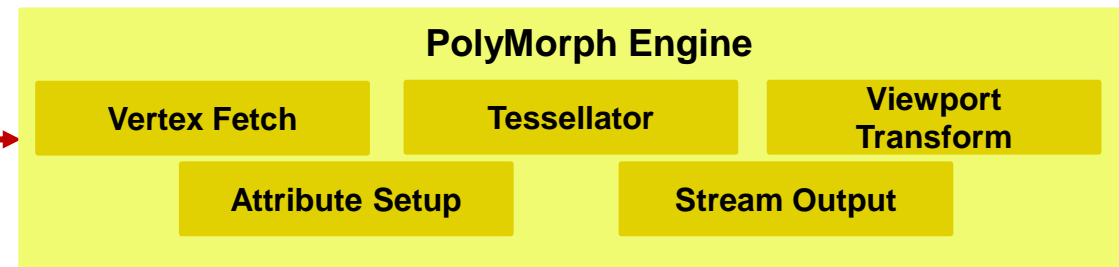 PolyMorph Engine
Vertex Fetch
Tessellator
Viewport
Transform
Attribute Setup
Stream Output